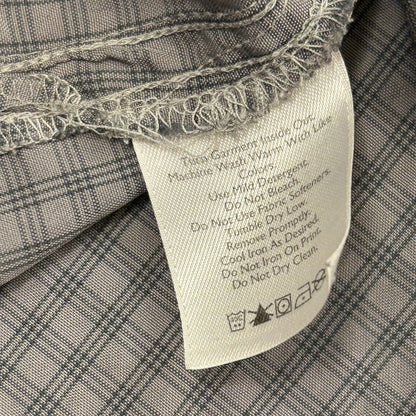 Turn Garment Inside Out.
Machine Wash Warm With Like
Colour.
Use Mild Detergent.
Do Not Bleach.
Do Not Use Fabric Softeners.
Tumble Dry Low.
Remove Promptly.
Cool Iron As Desired.
Do Not Iron On Print.
Do Not Dry Clean.